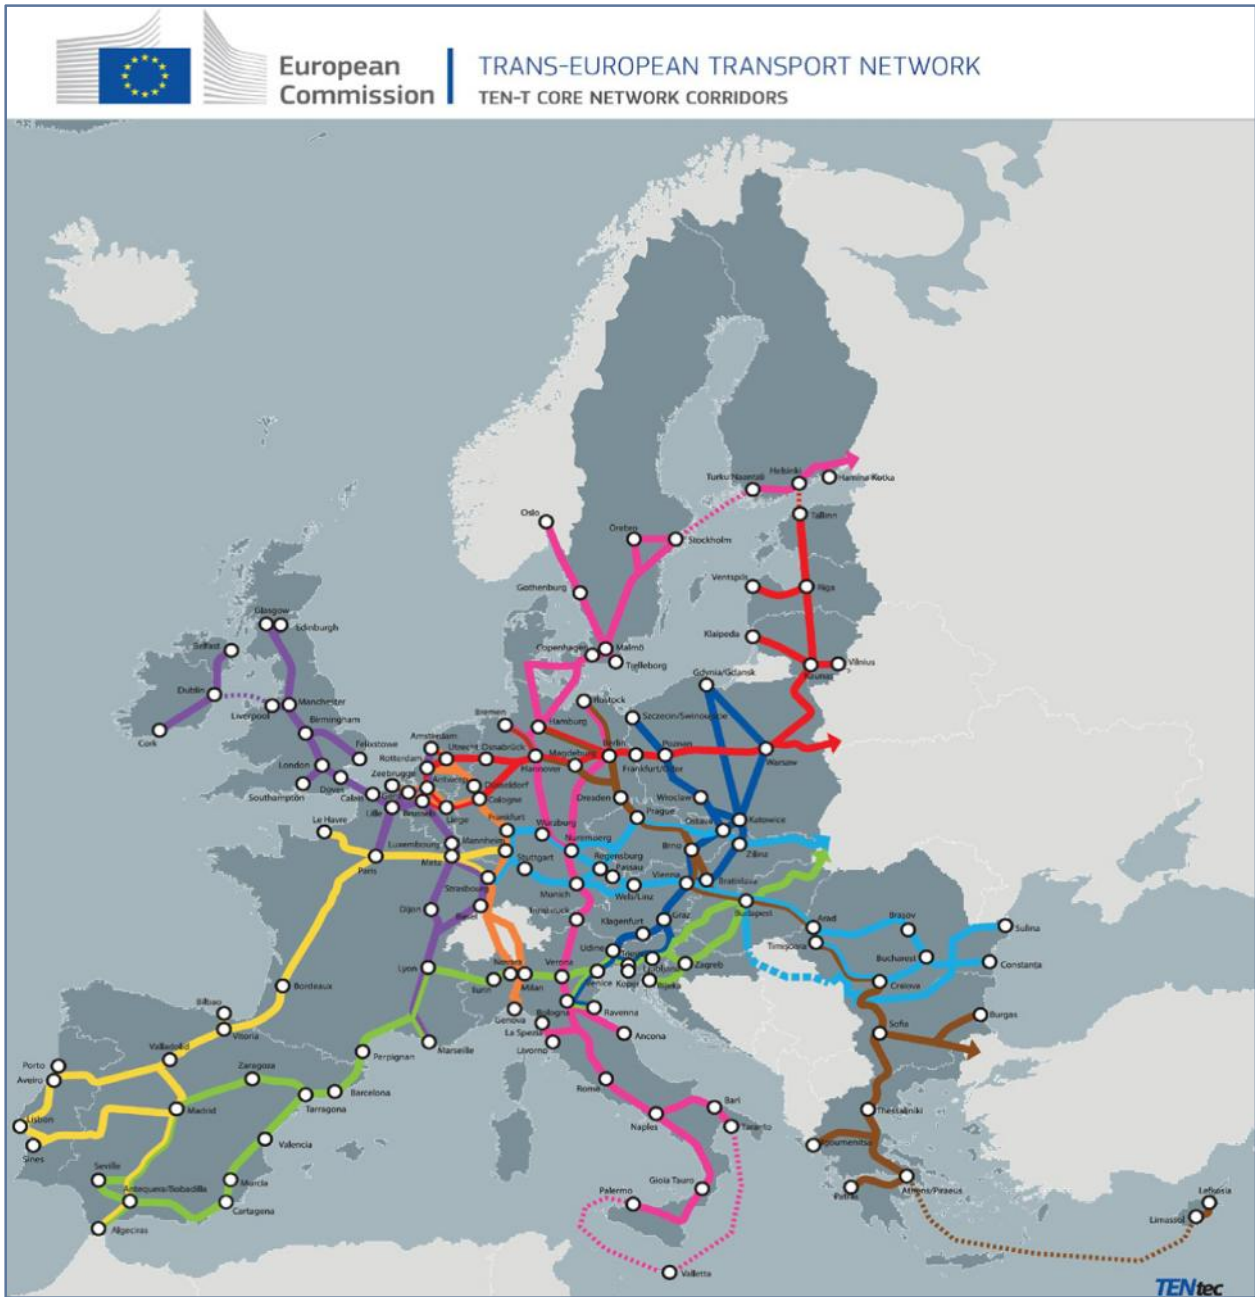 European
Commission
TRANS-EUROPEAN TRANSPORT NETWORK
TEN-T CORE NETWORK CORRIDORS
Helsinki
Turku Naantali
Hamina Kotka
Oslo
Örebro
Stockholm
Tallinn
Ventspils
Riga
Gothenburg
Glasgow
Edinburgh
Klaipeda
Belfast
Copenhagen
Malmö
Trelleborg
Vilnius
Kaunas
Gdynia/Gdansk
Dublin
Liverpool
Manchester
Rostock
Birmingham
Bremen
Hamburg
Szczecin/Swinoujscie
Cork
Amsterdam
Felixstowe
Utrecht
Osnabrück
Magdeburg
Berlin
Poznan
Rotterdam
London
Hannover
Frankfurt/Oder
Warsaw
Zeebrugge
Dover
Antwerp
Düsseldorf
Southampton
Calais
Cologne
Dresden
Wroclaw
Lille
Brussels
Liege
Prague
Le Havre
Frankfurt
Würzburg
Ostava
Katowice
Luxembourg
Mannheim
Nuremberg
Brno
Zilina
Paris
Metz
Stuttgart
Regensburg
Passau
Vienna
Bratislava
Strasbourg
Munich
Wels/Linz
Dijon
Basel
Innsbruck
Klagenfurt
Graz
Budapest
Arad
Brasov
Sulina
Udine
Timişoara
Lyon
Novara
Verona
Ljubljana
Zagreb
Bucharest
Constanta
Turin
Milan
Venice
Koper
Rijeka
Craiova
Bordeaux
Genova
Bologna
Ravenna
Bilbao
La Spezia
Ancona
Sofia
Burgas
Vitoria
Livorno
Valladolid
Marseille
Porto
Zaragoza
Perpignan
Aveiro
Rome
Barcelona
Madrid
Tarragona
Bari
Lisbon
Naples
Thessaliniki
Taranto
Sines
Valencia
Igoumenitsa
Seville
Murcia
Gioia Tauro
Athens/Piraeus
Antequera/Bobadilla
Palermo
Patras
Lefkosia
Cartagena
Limassol
Algeciras
Valletta
TENtec